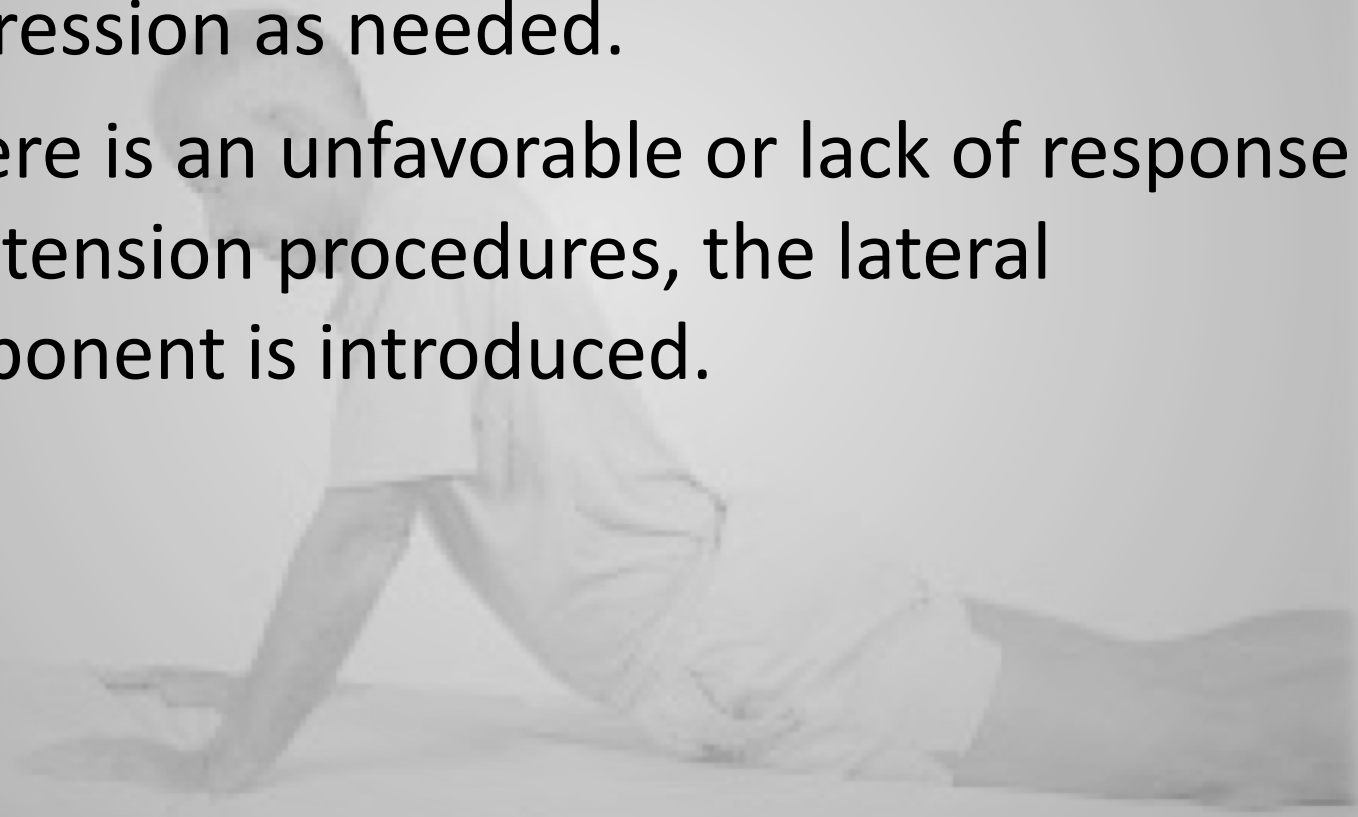 ression as needed.
ere is an unfavorable or lack of response
tension procedures, the lateral
ponent is introduced.